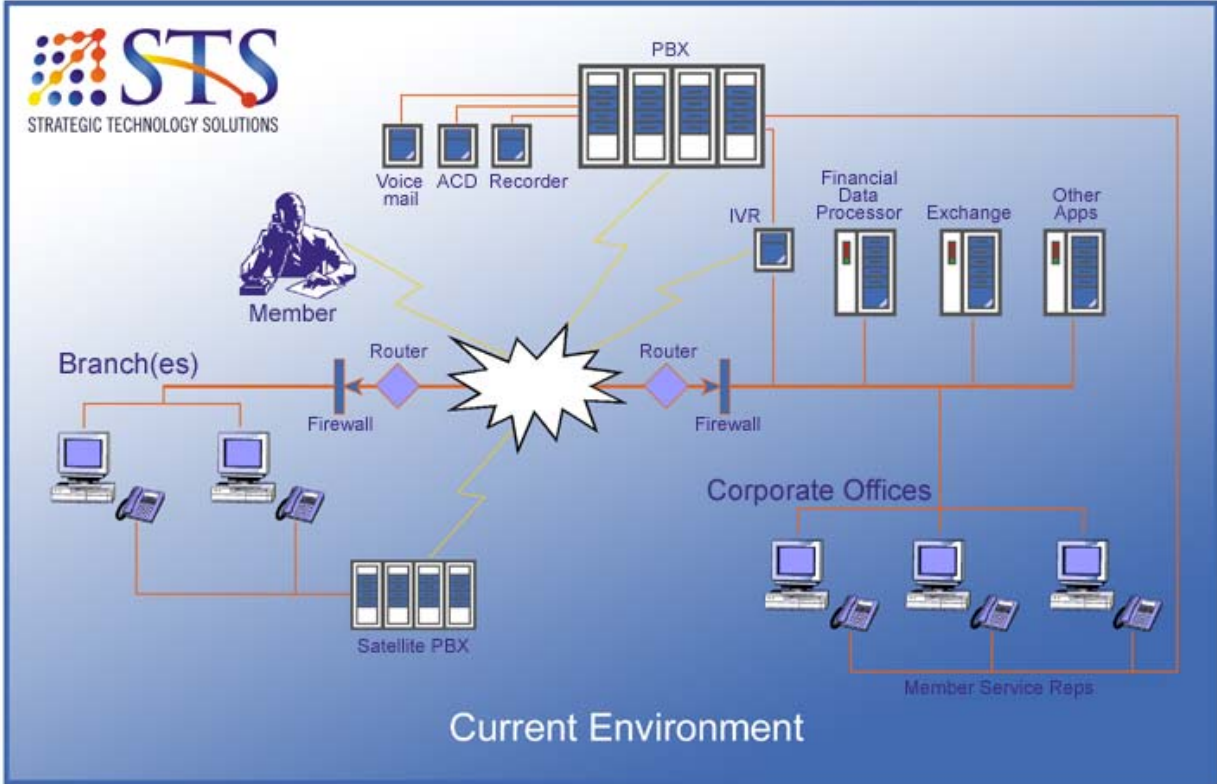 STS
STRATEGIC TECHNOLOGY SOLUTIONS
PBX
Voice
mail
ACD
Recorder
IVR
Financial
Data
Processor
Exchange
Other
Apps
Member
Branch(es)
Router
Firewall
Router
Firewall
Corporate Offices
Satellite PBX
Member Service Reps
Current Environment